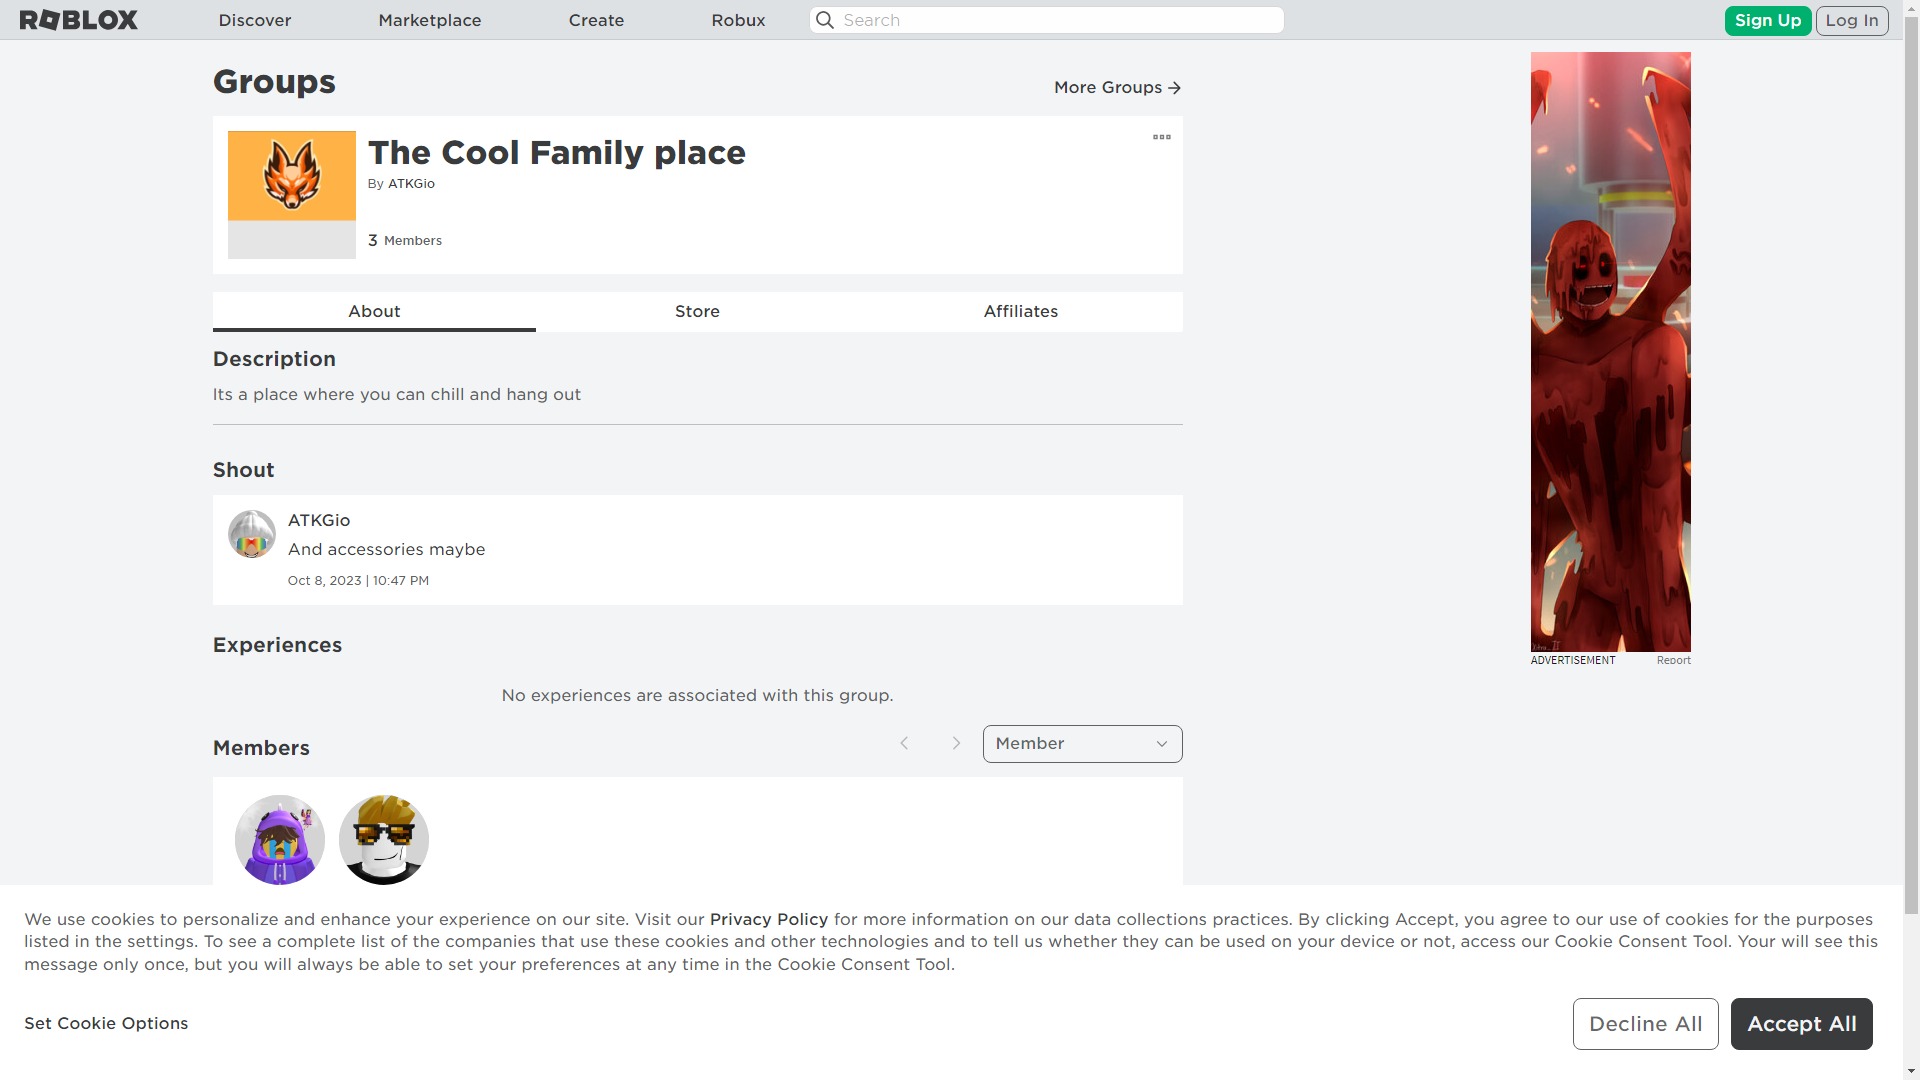 ROBLOX
Discover
Marketplace
Create
Robux
Search
Sign Up
Log In
Groups
More Groups
The Cool Family place
By ATKGio
3 Members
About
Store
Affiliates
Description
Its a place where you can chill and hang out
Shout
ATKGio
And accessories maybe
Oct 8, 2023 | 10:47 PM
Experiences
No experiences are associated with this group.
Members
Member
ADVERTISEMENT
Report
We use cookies to personalize and enhance your experience on our site. Visit our Privacy Policy for more information on our data collections practices. By clicking Accept, you agree to our use of cookies for the purposes
listed in the settings. To see a complete list of the companies that use these cookies and other technologies and to tell us whether they can be used on your device or not, access our Cookie Consent Tool. Your will see this
message only once, but you will always be able to set your preferences at any time in the Cookie Consent Tool.
Set Cookie Options
Decline All
Accept All